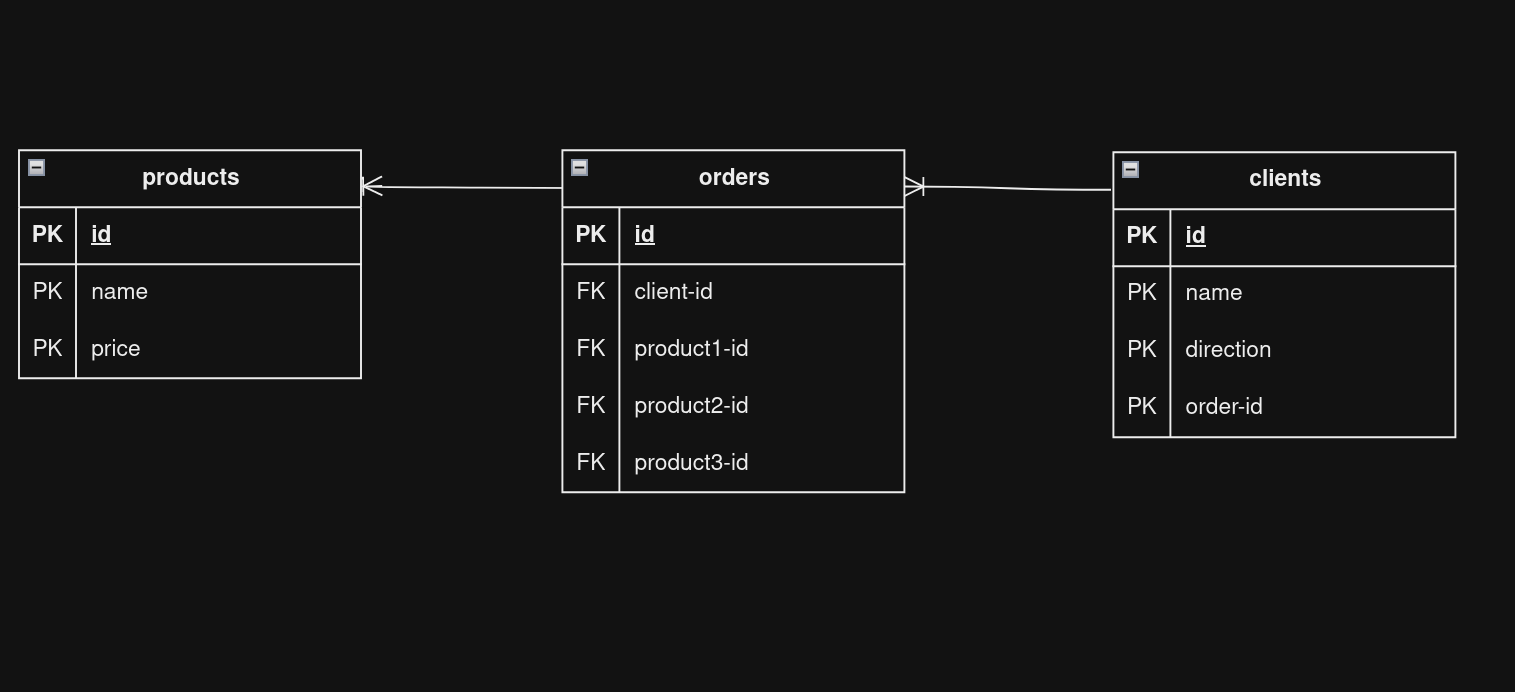 products
PK id
PK name
PK price
orders
PK id
FK client-id
FK product1-id
FK product2-id
FK product3-id
clients
PK id
PK name
PK direction
PK order-id